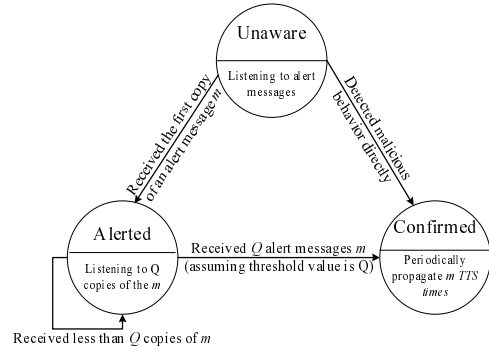 Unaware
Listening to alert
messages
Received the first copy
of an alert message m
Detected malicious
behavior directly
Alerted
Listening to Q
copies of the m
Received Q alert messages m
(assuming threshold value is Q)
Confirmed
Periodically
propagate m TTS
times
Received less than Q copies of m